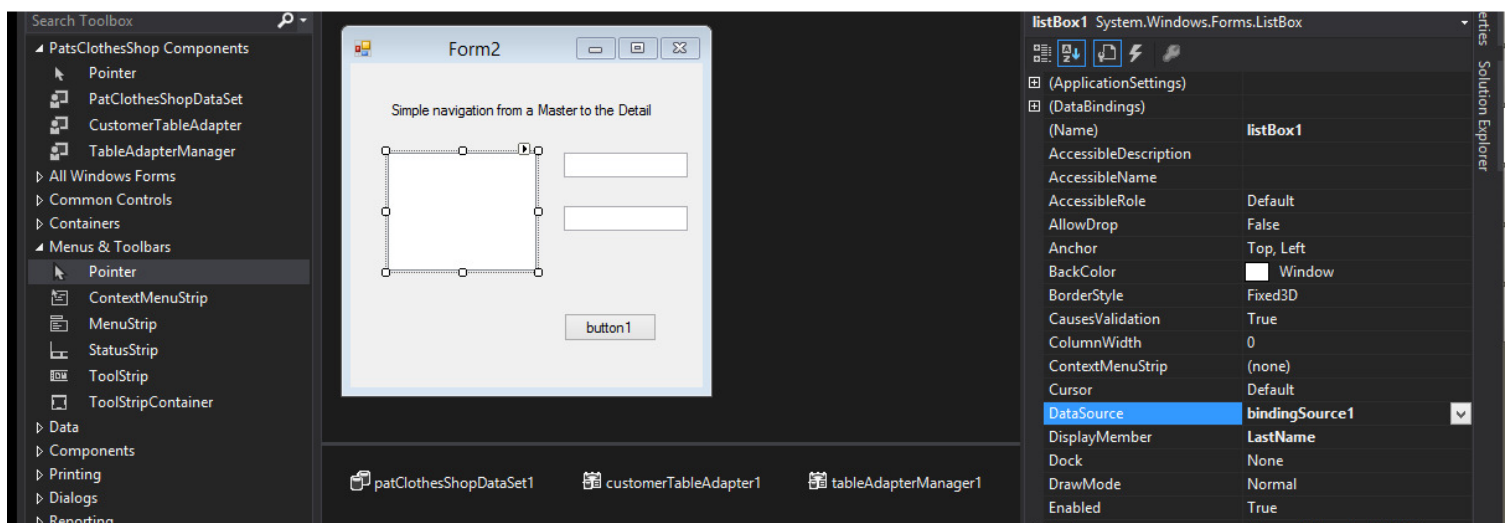 Search Toolbox
PatsClothesShop Components
Pointer
PatClothesShopDataSet
CustomerTableAdapter
TableAdapterManager
All Windows Forms
Common Controls
Containers
Menus & Toolbars
Pointer
ContextMenuStrip
MenuStrip
StatusStrip
ToolStrip
ToolStripContainer
Data
Components
Printing
Dialogs
Reporting
Form2
Simple navigation from a Master to the Detail
button1
patClothesShopDataSet1
customerTableAdapter1
tableAdapterManager1
listBox1 System.Windows.Forms.ListBox
(ApplicationSettings)
(DataBindings)
(Name) listBox1
AccessibleDescription
AccessibleName
AccessibleRole Default
AllowDrop False
Anchor Top, Left
BackColor Window
BorderStyle Fixed3D
CausesValidation True
ColumnWidth 0
ContextMenuStrip (none)
Cursor Default
DataSource bindingSource1
DisplayMember LastName
Dock None
DrawMode Normal
Enabled True
erties
Solution Explorer